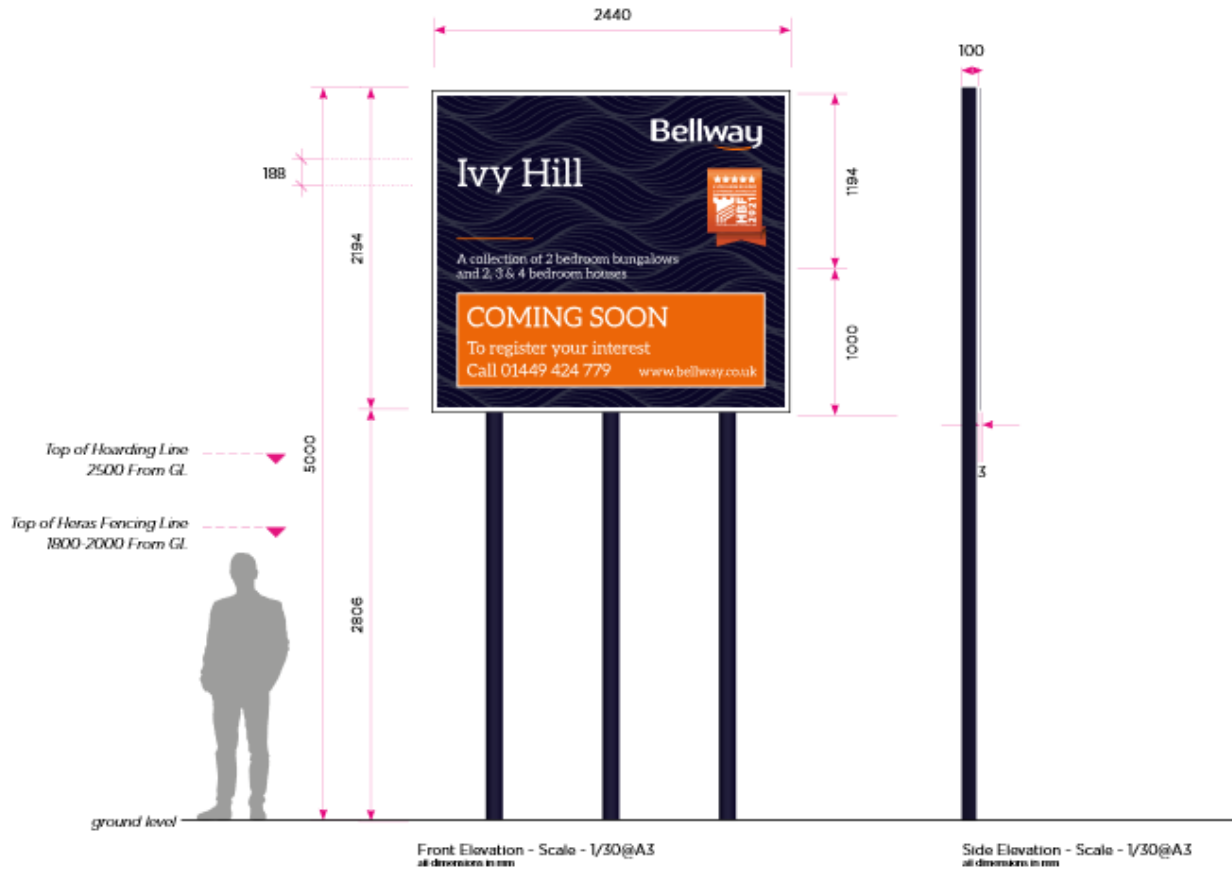 2440
100
Bellway
Ivy Hill
188
2194
1194
★★★★★
HBF
2021
A collection of 2 bedroom bungalows
and 2, 3 & 4 bedroom houses
COMING SOON
To register your interest
Call 01449 424 779 www.bellway.co.uk
1000
Top of Hoarding Line
2500 From GL
5000
3
Top of Heras Fencing Line
1800-2000 From GL
2806
ground level
Front Elevation - Scale - 1/30@A3
all dimensions in mm
Side Elevation - Scale - 1/30@A3
all dimensions in mm